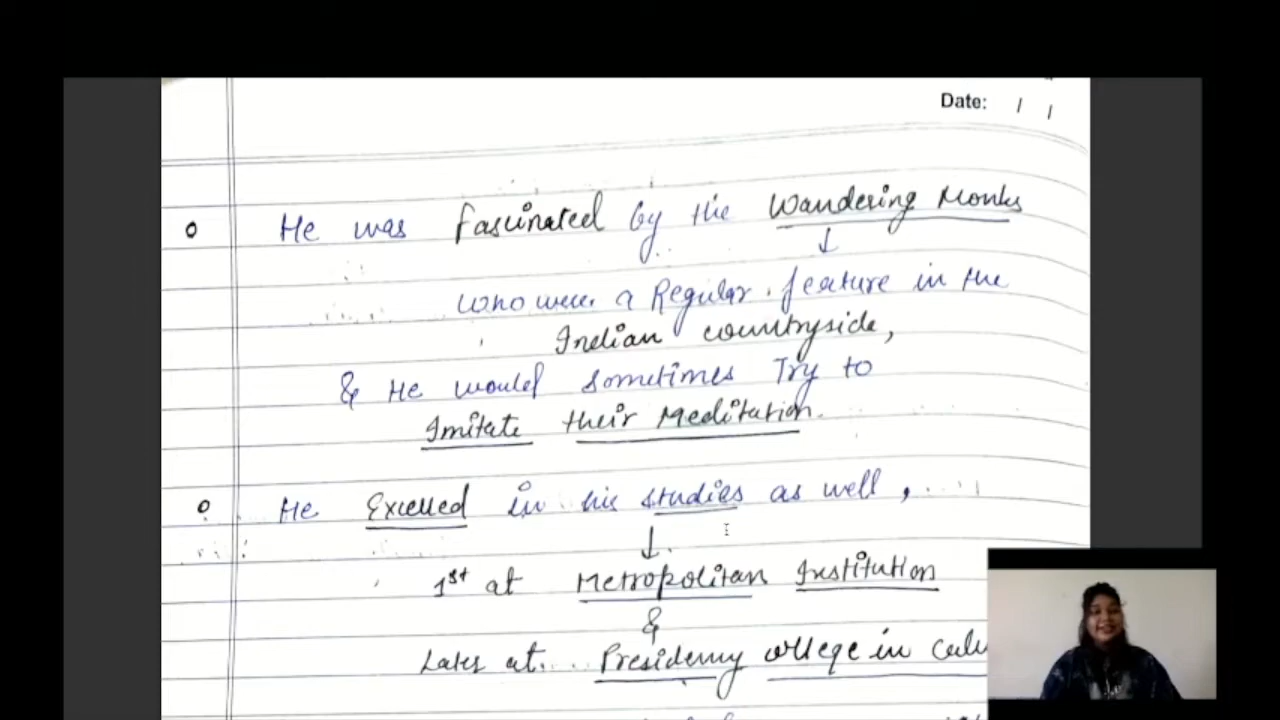 Date: / /
He was fascinated by the Wandering Monks
↓
who were a Regular feature in the
Indian countryside,
& He would sometimes Try to
Imitate their Meditation.
He Excelled in his studies as well,
↓
1st at Metropolitan Institution
&
Later at Presidency college in